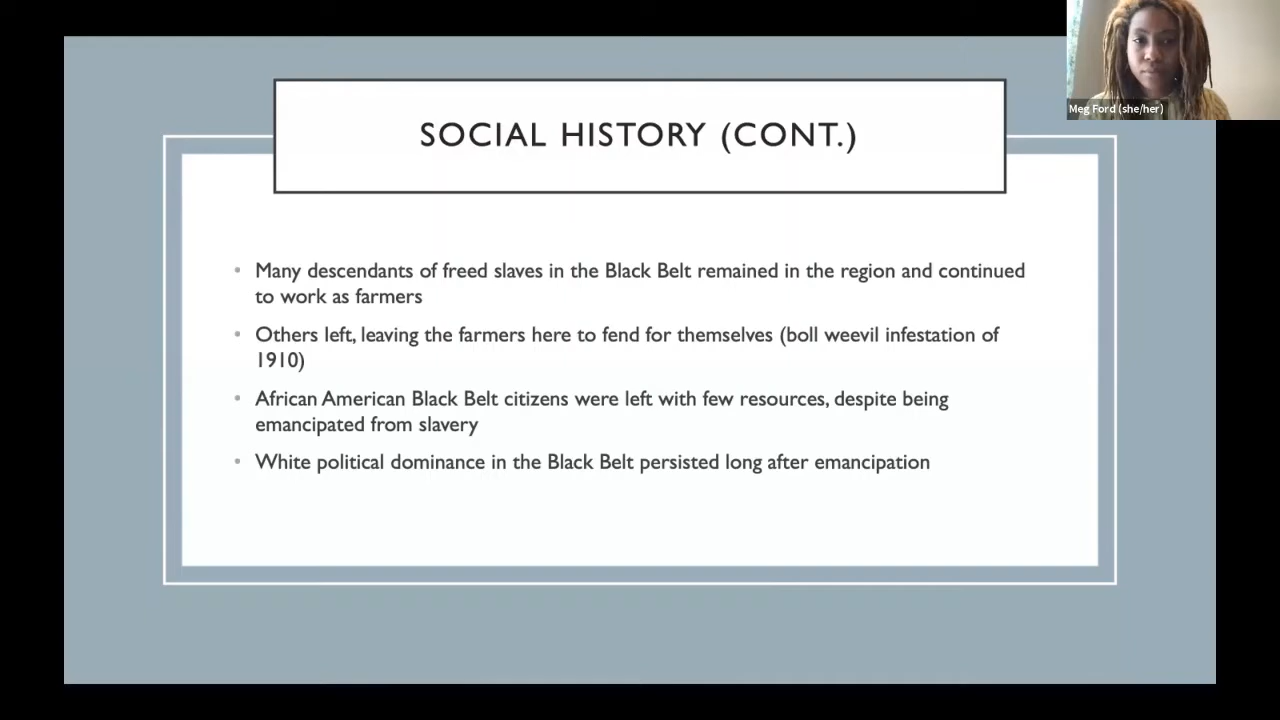 Meg Ford (she/her)
SOCIAL HISTORY (CONT.)
• Many descendants of freed slaves in the Black Belt remained in the region and continued
to work as farmers
• Others left, leaving the farmers here to fend for themselves (boll weevil infestation of
1910)
• African American Black Belt citizens were left with few resources, despite being
emancipated from slavery
• White political dominance in the Black Belt persisted long after emancipation